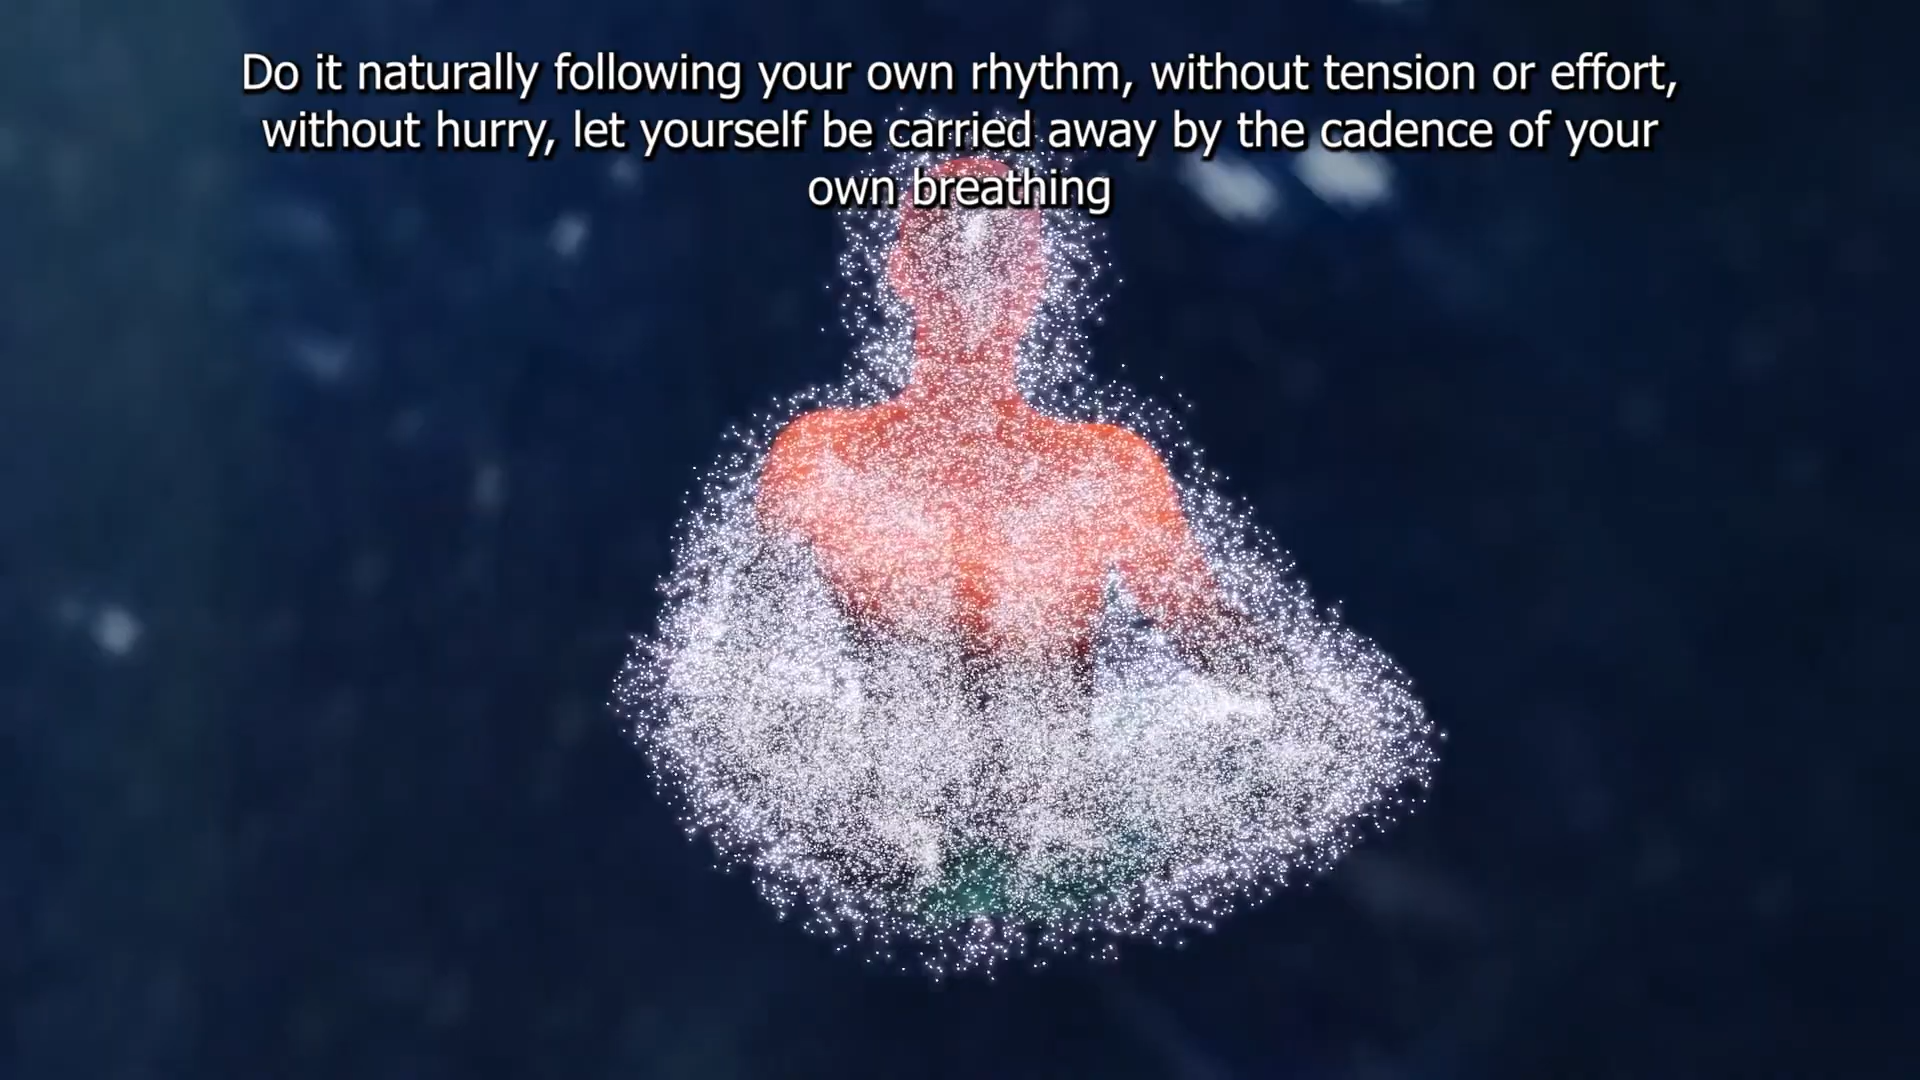 Do it naturally following your own rhythm, without tension or effort,
without hurry, let yourself be carried away by the cadence of your
own breathing